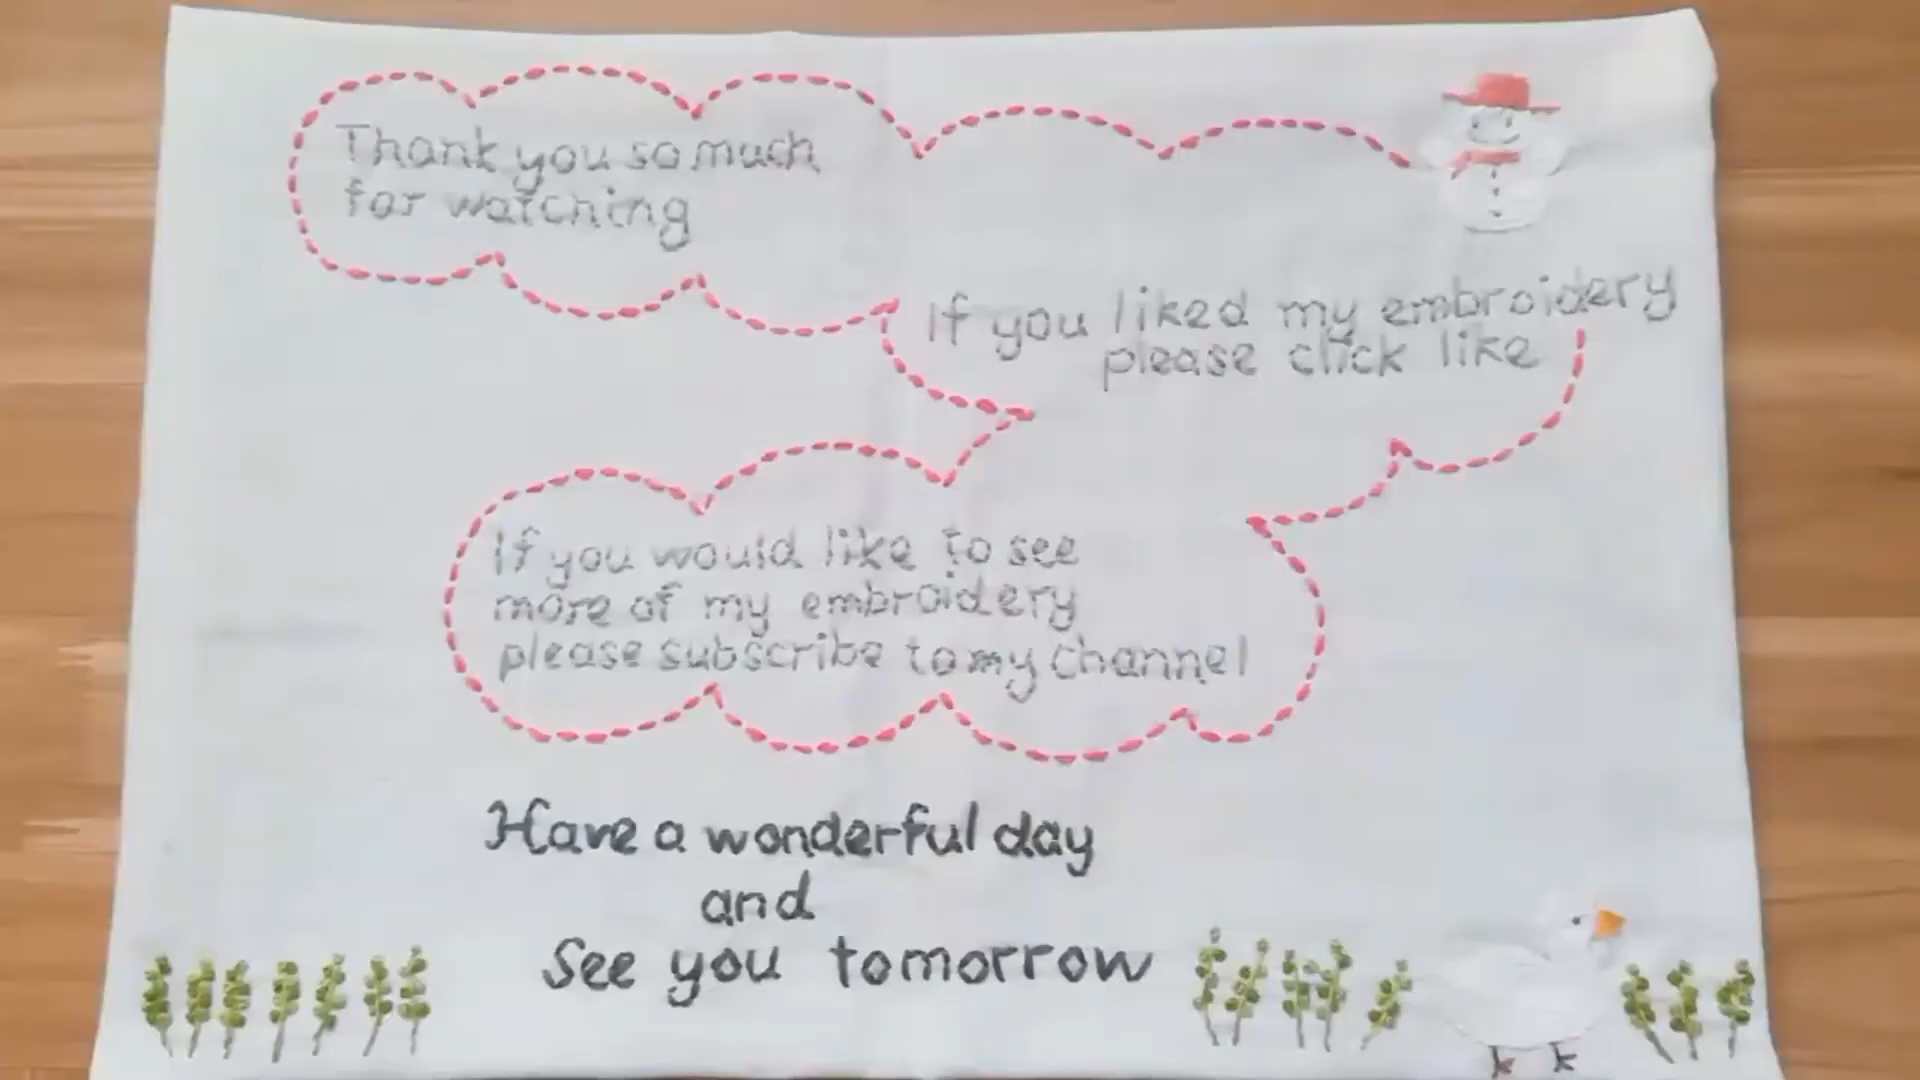 Thank you so much
for watching
If you liked my embroidery
please click like
If you would like to see
more of my embroidery
please subscribe to my channel
Have a wonderful day
and
See you tomorrow